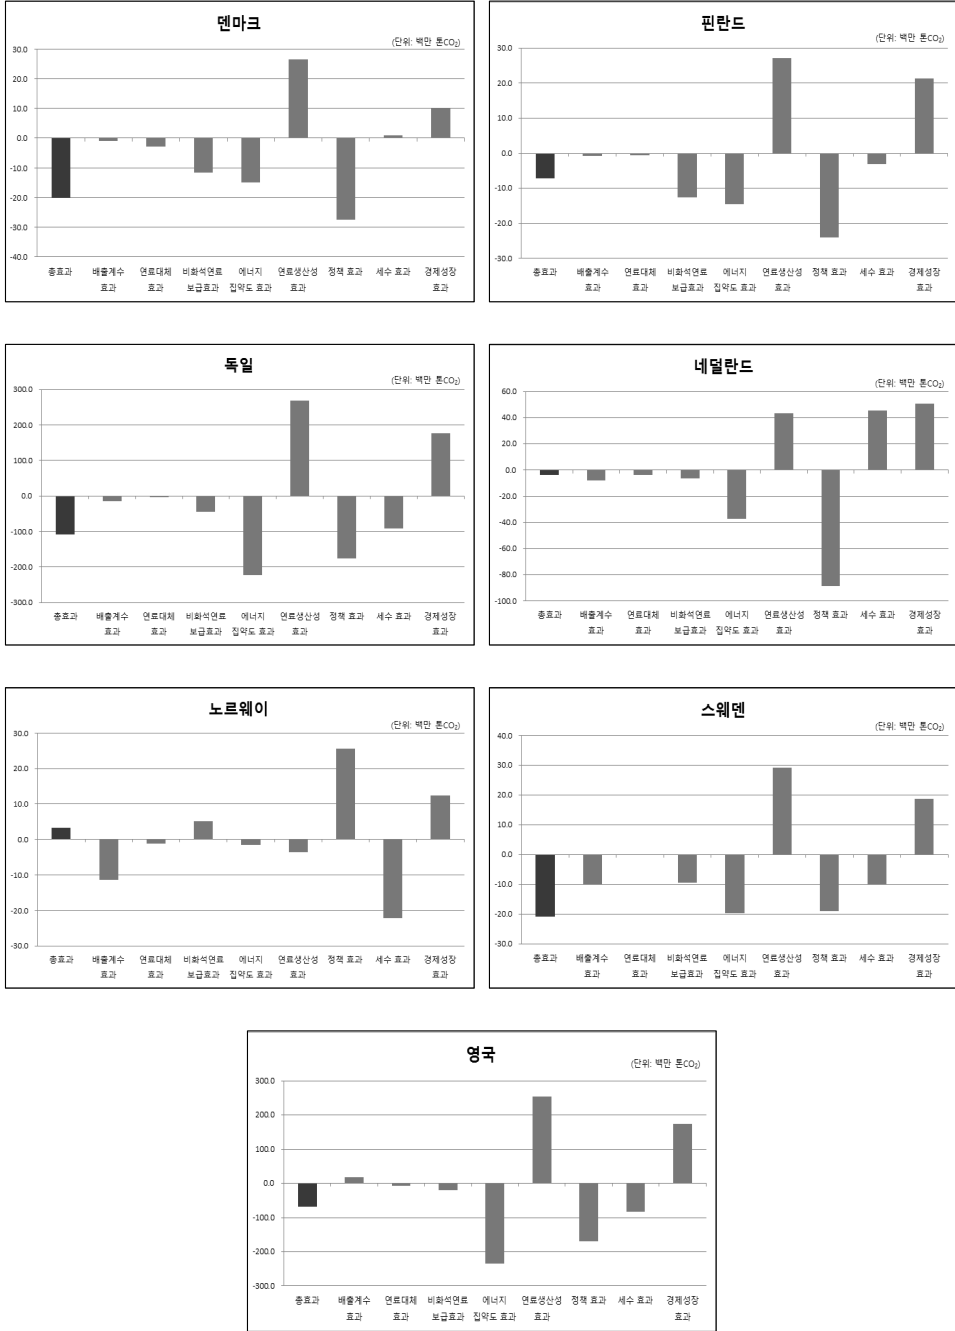 덴마크
(단위: 백만 톤CO₂)
30.0
20.0
10.0
0.0
-10.0
-20.0
-30.0
-40.0
총효과 배출계수 연료대체 비화석연료 에너지 연료생산성 정책 효과 세수 효과 경제성장
효과 효과 보급효과 집약도 효과 효과 효과
핀란드
(단위: 백만 톤CO₂)
30.0
20.0
10.0
0.0
-10.0
-20.0
-30.0
총효과 배출계수 연료대체 비화석연료 에너지 연료생산성 정책 효과 세수 효과 경제성장
효과 효과 보급효과 집약도 효과 효과 효과
독일
(단위: 백만 톤CO₂)
300.0
200.0
100.0
0.0
-100.0
-200.0
-300.0
총효과 배출계수 연료대체 비화석연료 에너지 연료생산성 정책 효과 세수 효과 경제성장
효과 효과 보급효과 집약도 효과 효과 효과
네덜란드
(단위: 백만 톤CO₂)
60.0
40.0
20.0
0.0
-20.0
-40.0
-60.0
-80.0
-100.0
총효과 배출계수 연료대체 비화석연료 에너지 연료생산성 정책 효과 세수 효과 경제성장
효과 효과 보급효과 집약도 효과 효과 효과
노르웨이
(단위: 백만 톤CO₂)
30.0
20.0
10.0
0.0
-10.0
-20.0
-30.0
총효과 배출계수 연료대체 비화석연료 에너지 연료생산성 정책 효과 세수 효과 경제성장
효과 효과 보급효과 집약도 효과 효과 효과
스웨덴
(단위: 백만 톤CO₂)
40.0
30.0
20.0
10.0
0.0
-10.0
-20.0
-30.0
총효과 배출계수 연료대체 비화석연료 에너지 연료생산성 정책 효과 세수 효과 경제성장
효과 효과 보급효과 집약도 효과 효과 효과
영국
(단위: 백만 톤CO₂)
300.0
200.0
100.0
0.0
-100.0
-200.0
-300.0
총효과 배출계수 연료대체 비화석연료 에너지 연료생산성 정책 효과 세수 효과 경제성장
효과 효과 보급효과 집약도 효과 효과 효과